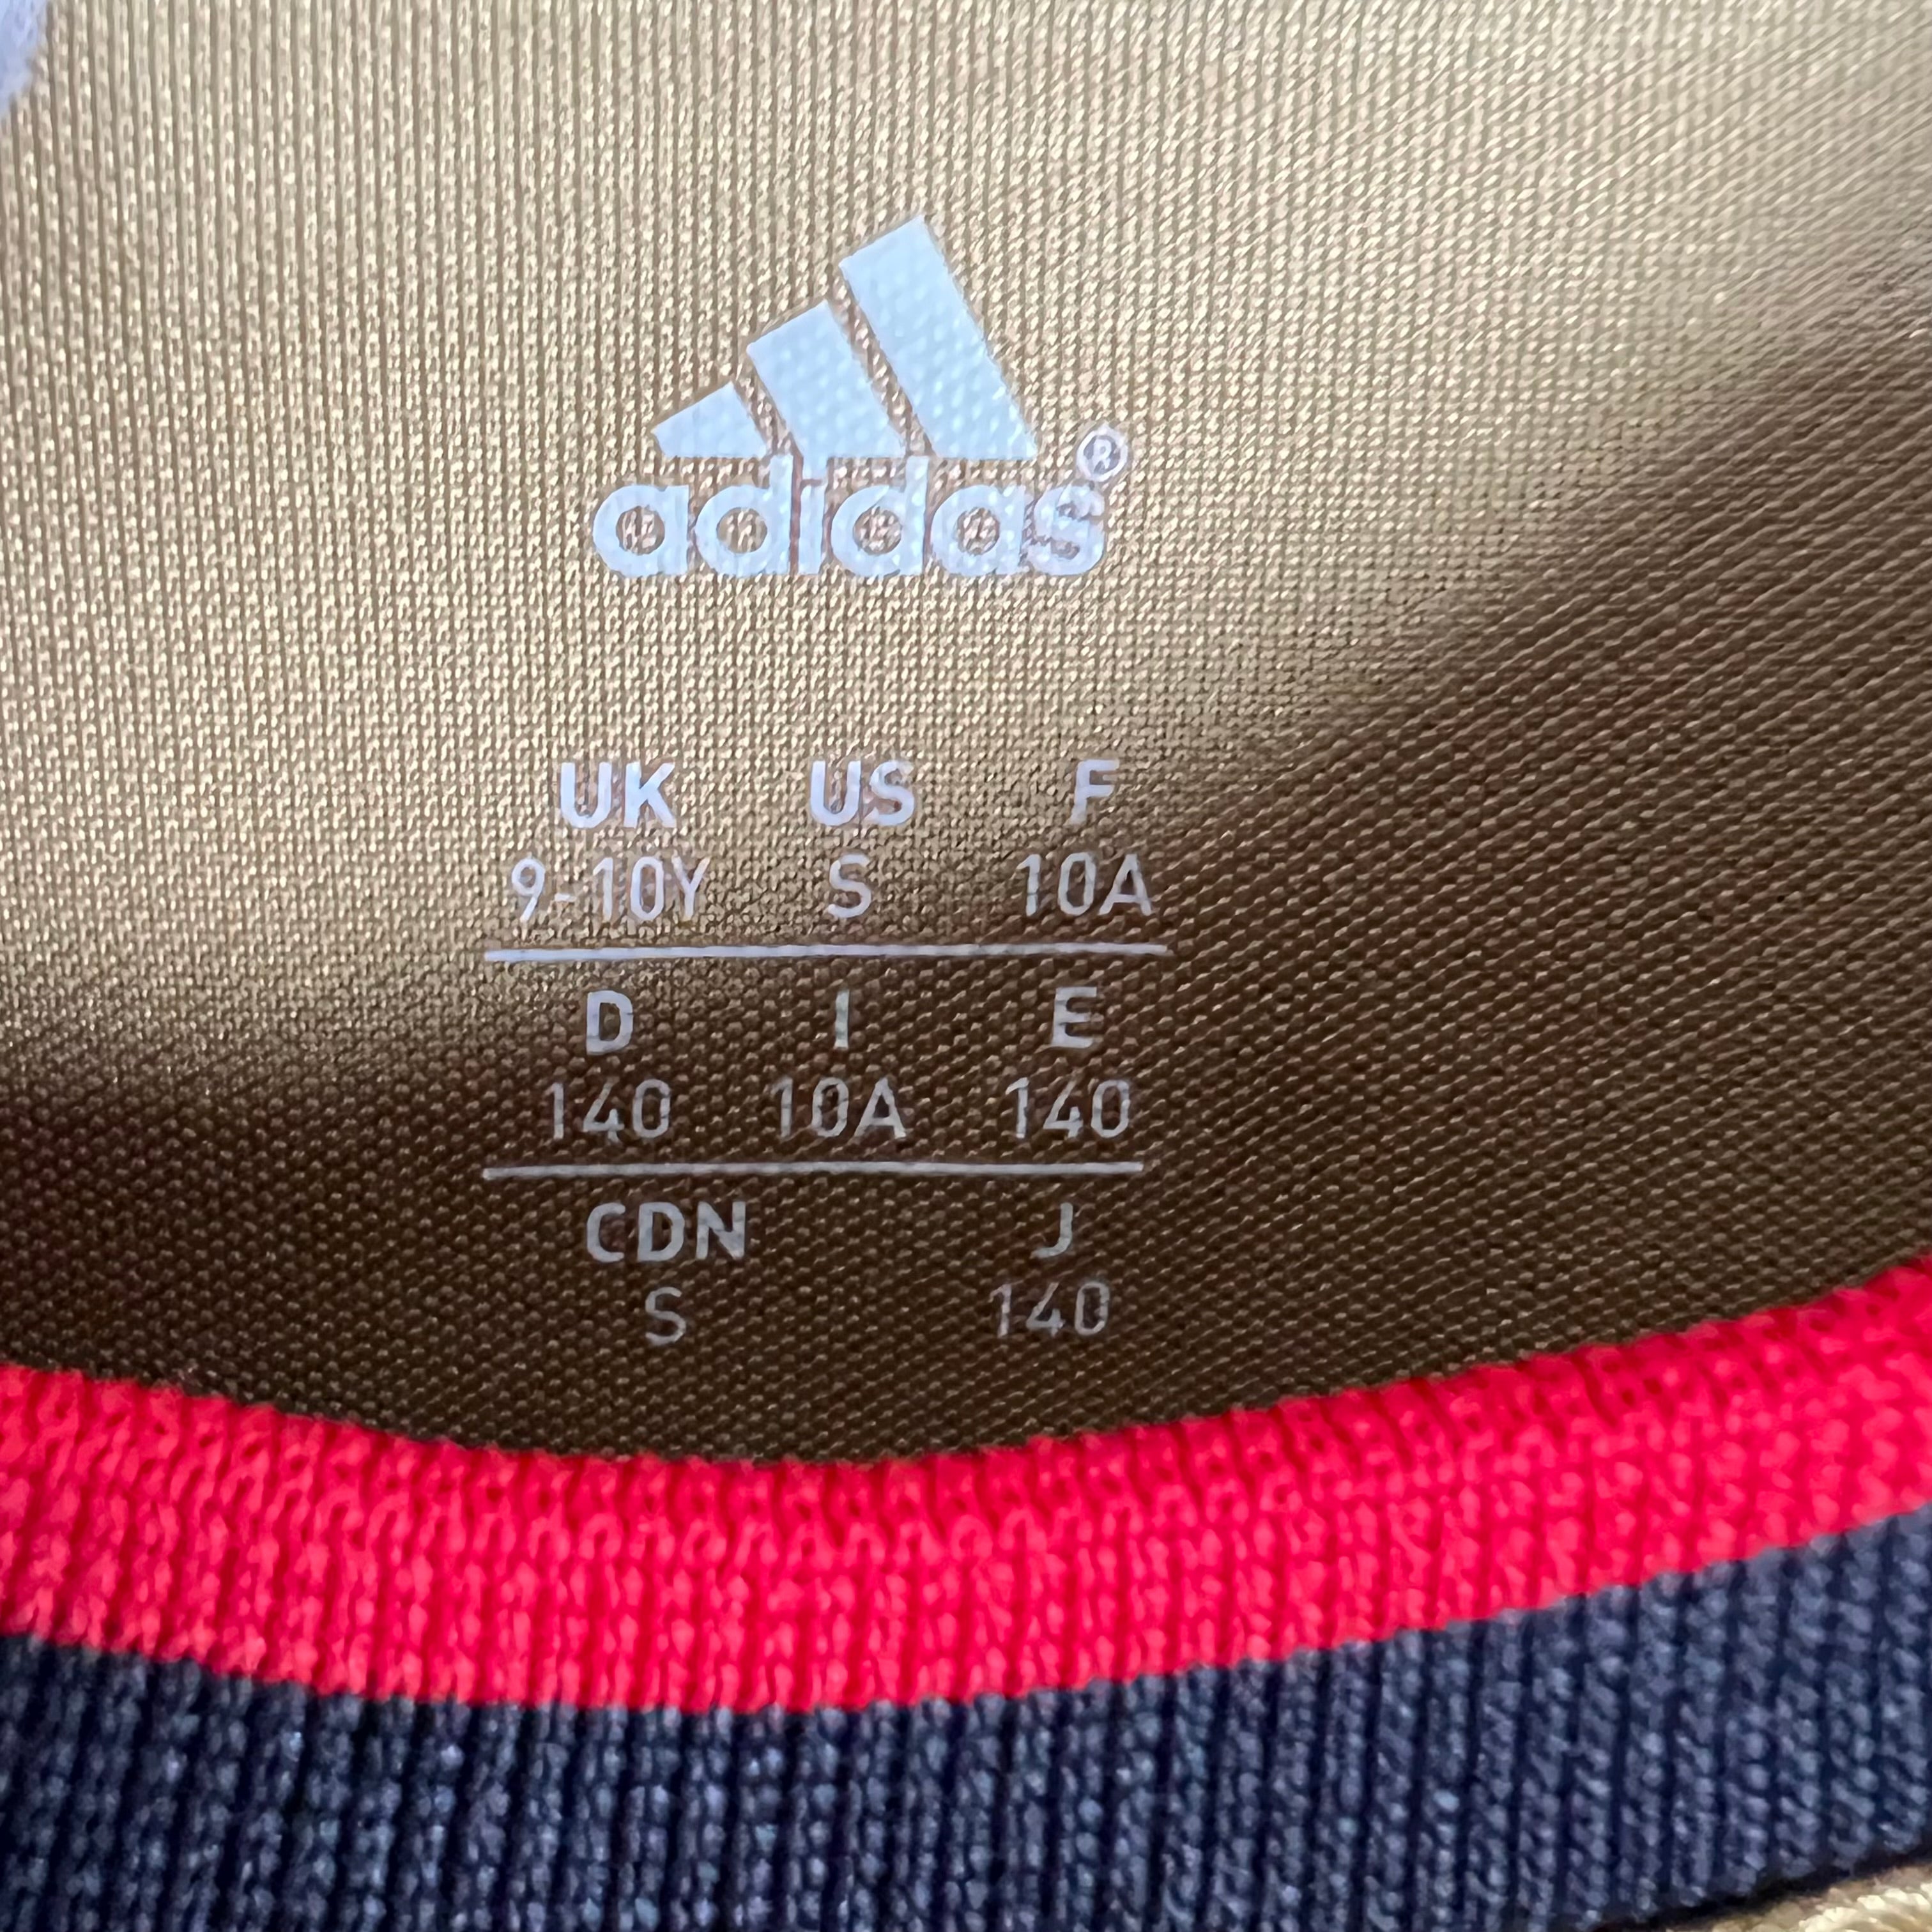 adidas®
UK US F
9-10Y S 10A
D I E
140 10A 140
CDN J
S 140